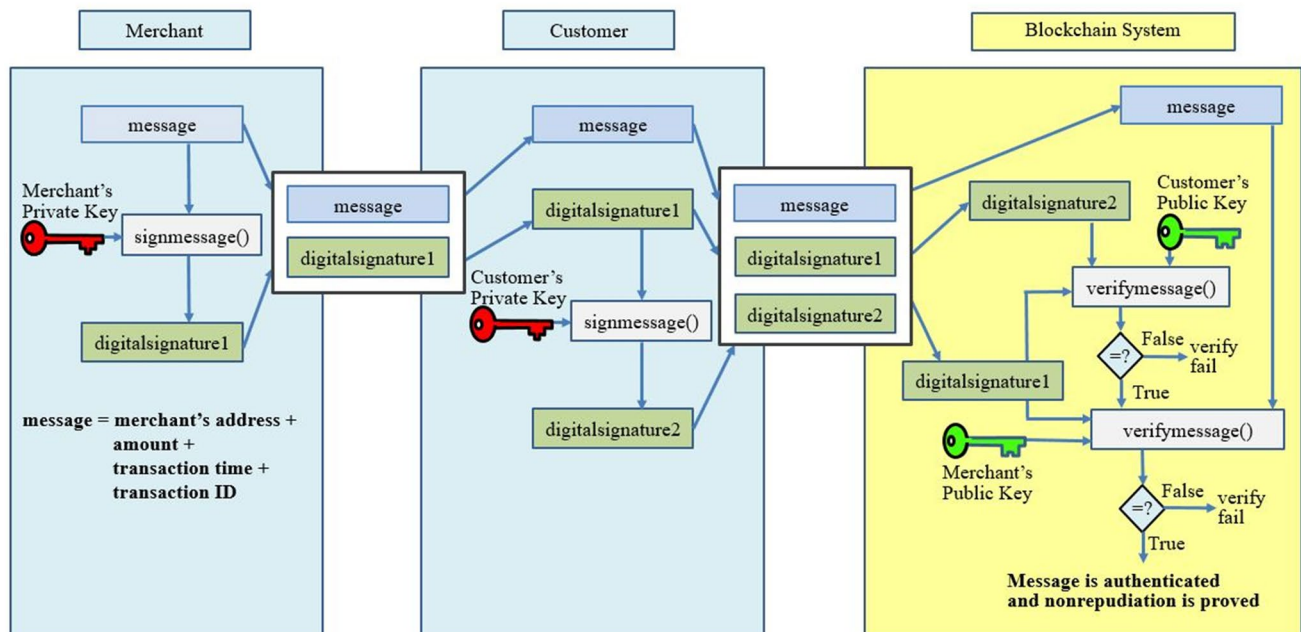 Merchant
message
Merchant's
Private Key
signmessage()
digitalsignature1
message = merchant's address +
amount +
transaction time +
transaction ID
message
digitalsignature1
Customer
message
digitalsignature1
Customer's
Private Key
signmessage()
digitalsignature2
message
digitalsignature1
digitalsignature2
Blockchain System
message
digitalsignature2
Customer's
Public Key
verifymessage()
=?
False
verify
fail
True
digitalsignature1
verifymessage()
Merchant's
Public Key
=?
False
verify
fail
True
Message is authenticated
and nonrepudiation is proved